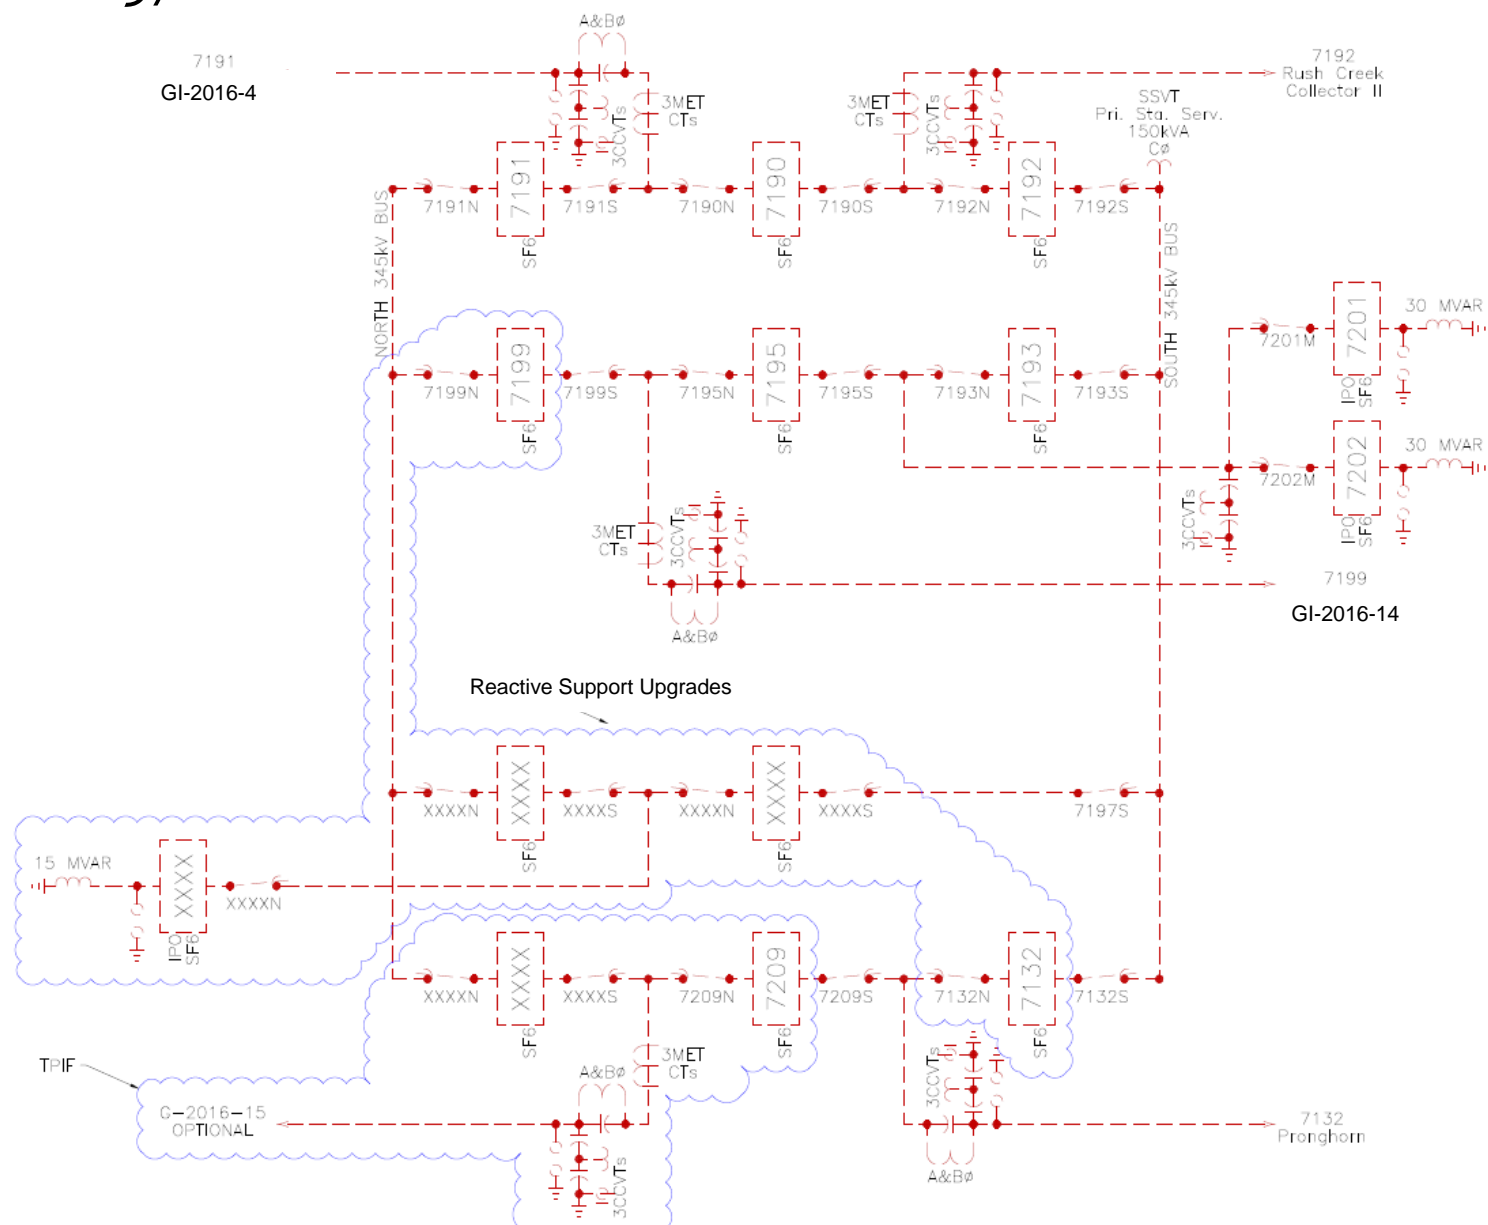 A&BØ
7191
GI-2016-4
3MET
CTs
3CCVTs
3MET
CTs
3CCVTs
7192
Rush Creek
Collector II
SSVT
Pri. Sta. Serv.
150kVA
CØ
NORTH 345kV BUS
7191N
7191
SF6
7191S
7190N
7190
SF6
7190S
7192N
7192
SF6
7192S
SOUTH 345kV BUS
7199N
7199
SF6
7199S
7195N
7195
SF6
7195S
7193N
7193
SF6
7193S
7201M
7201
IPO
SF6
30 MVAR
7202M
7202
IPO
SF6
30 MVAR
3CCVTs
3MET
CTs
3CCVTs
A&BØ
7199
GI-2016-14
Reactive Support Upgrades
XXXXN
XXXX
SF6
XXXXS
XXXXN
XXXX
SF6
XXXXS
7197S
15 MVAR
XXXX
IPO
SF6
XXXXN
XXXXN
XXXX
SF6
XXXXS
7209N
7209
SF6
7209S
7132N
7132
SF6
7132S
TPIF
G-2016-15
OPTIONAL
A&BØ
3MET
CTs
3CCVTs
3CCVTs
A&BØ
7132
Pronghorn